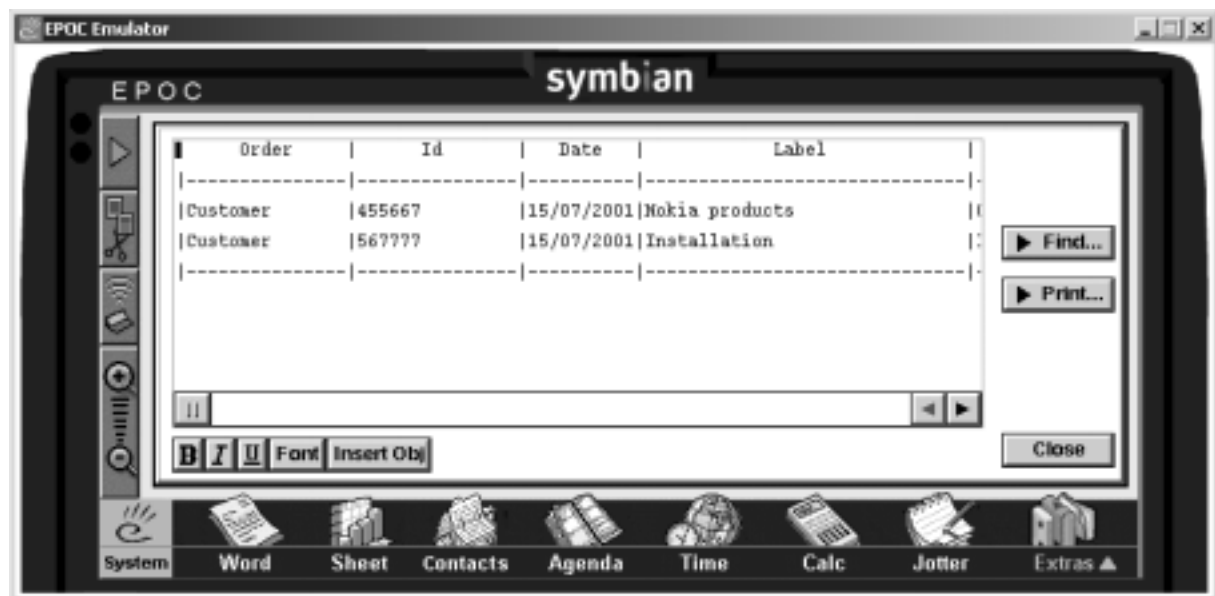 EPOC Emulator
symbian
EPOC
Order | Id | Date | Label |
|---------------|---------------|----------|-----------------------------|-
|Customer |455667 |15/07/2001|Nokia products |
|Customer |567777 |15/07/2001|Installation |
|---------------|---------------|----------|-----------------------------|-
Find...
Print...
B I U Font Insert Obj
Close
System Word Sheet Contacts Agenda Time Calc Jotter Extras